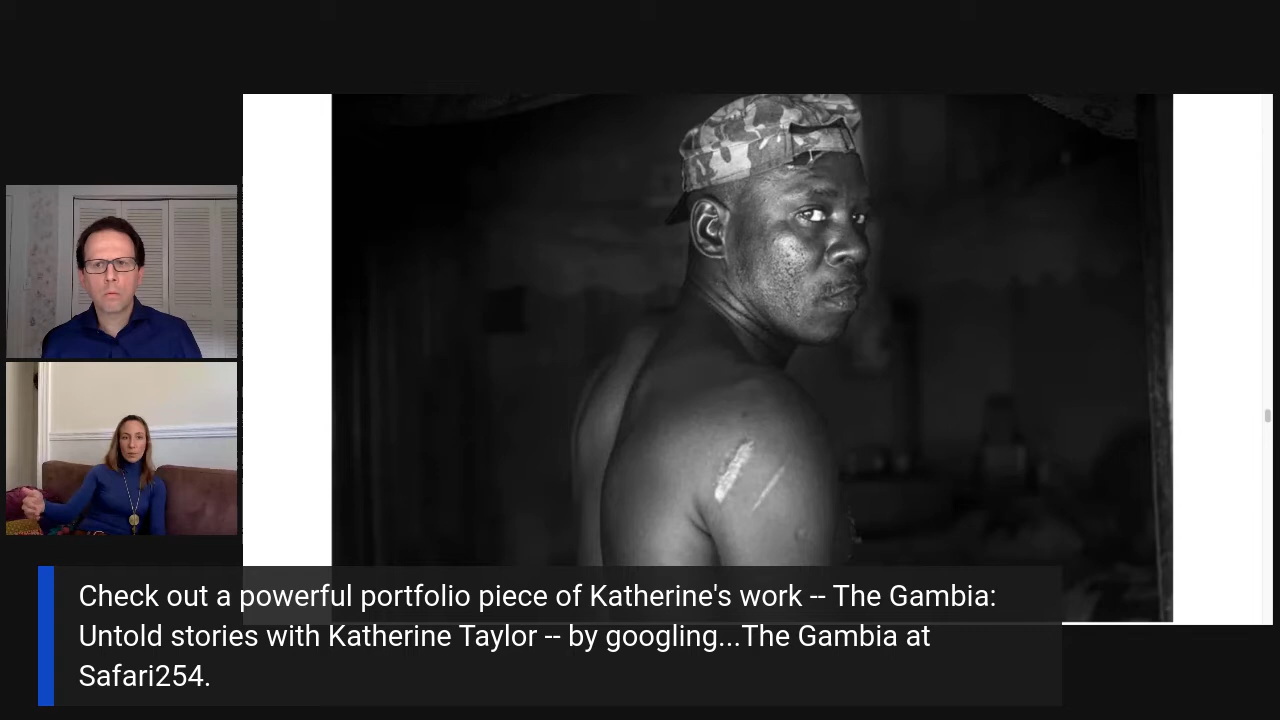 Check out a powerful portfolio piece of Katherine's work -- The Gambia:
Untold stories with Katherine Taylor -- by googling...The Gambia at
Safari254.